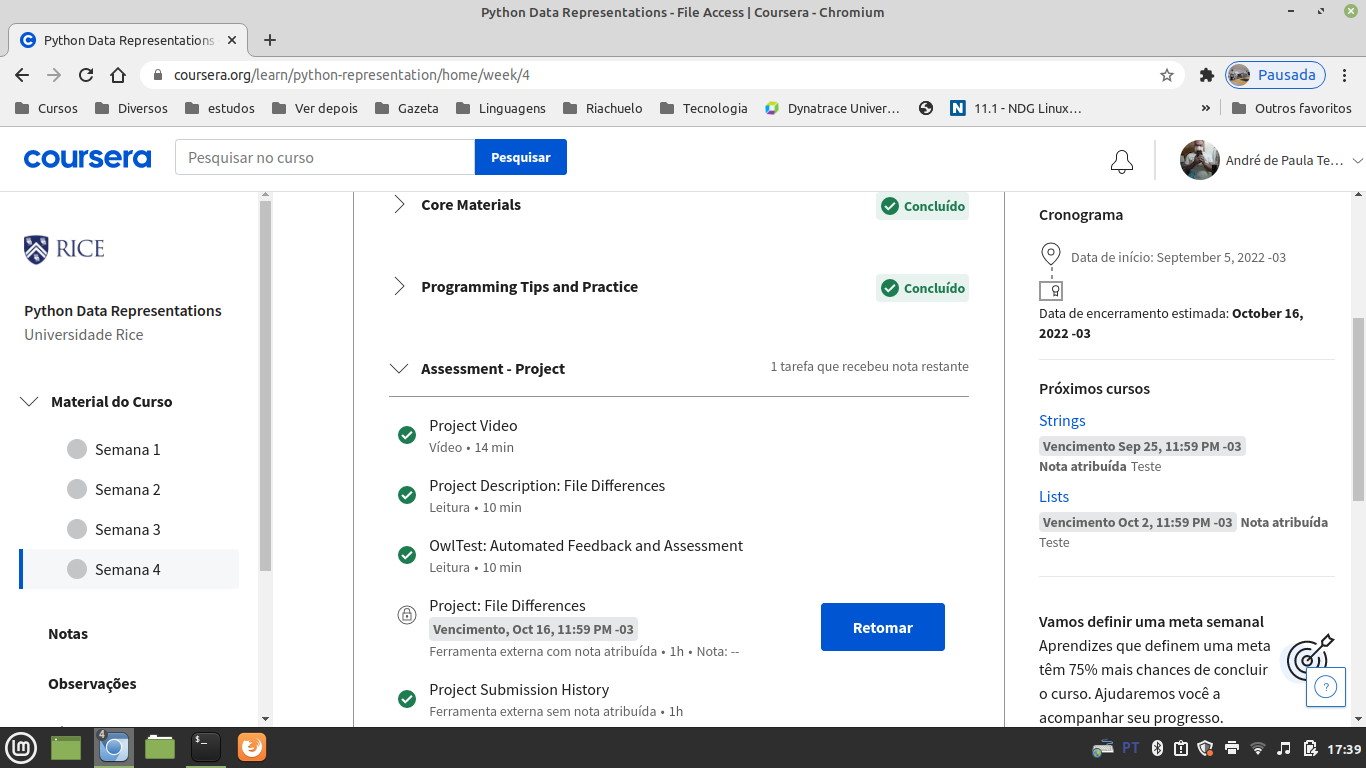 Python Data Representations - File Access | Coursera - Chromium
Python Data Representations
coursera.org/learn/python-representation/home/week/4
Pausada
Cursos
Diversos
estudos
Ver depois
Gazeta
Linguagens
Riachuelo
Tecnologia
Dynatrace Univer…
11.1 - NDG Linux…
»
Outros favoritos
coursera
Pesquisar no curso
Pesquisar
André de Paula Te…
RICE
Python Data Representations
Universidade Rice
Material do Curso
Semana 1
Semana 2
Semana 3
Semana 4
Notas
Observações
Core Materials
Concluído
Programming Tips and Practice
Concluído
Assessment - Project
1 tarefa que recebeu nota restante
Project Video
Vídeo • 14 min
Project Description: File Differences
Leitura • 10 min
OwlTest: Automated Feedback and Assessment
Leitura • 10 min
Project: File Differences
Vencimento, Oct 16, 11:59 PM -03
Ferramenta externa com nota atribuída • 1h • Nota: --
Retomar
Project Submission History
Ferramenta externa sem nota atribuída • 1h
Cronograma
Data de início: September 5, 2022 -03
Data de encerramento estimada: October 16,
2022 -03
Próximos cursos
Strings
Vencimento Sep 25, 11:59 PM -03
Nota atribuída Teste
Lists
Vencimento Oct 2, 11:59 PM -03 Nota atribuída
Teste
Vamos definir uma meta semanal
Aprendizes que definem uma meta
têm 75% mais chances de concluir
o curso. Ajudaremos você a
acompanhar seu progresso.
?
4
$_
PT
17:39